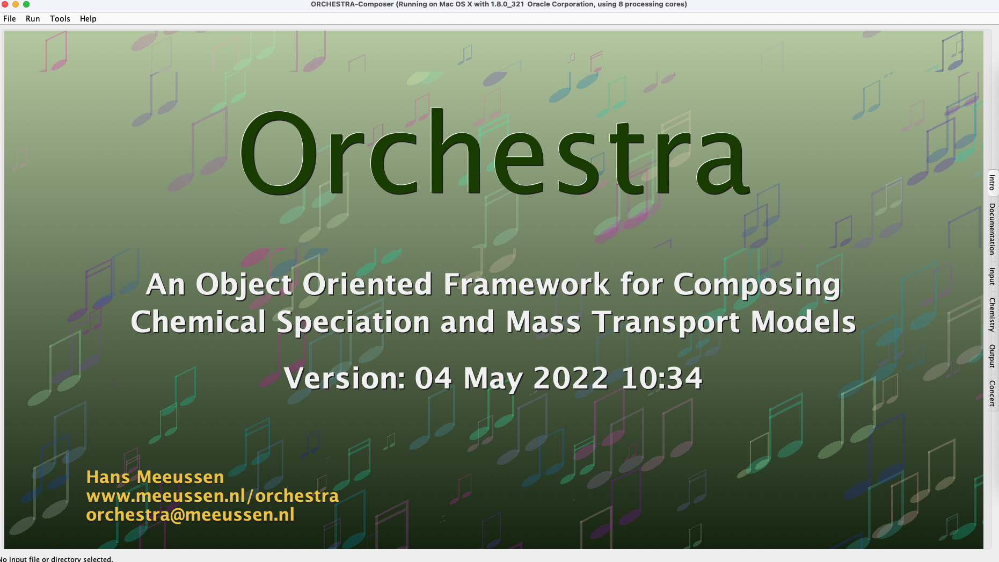 ORCHESTRA-Composer (Running on Mac OS X with 1.8.0_321 Oracle Corporation, using 8 processing cores)
File Run Tools Help
Orchestra
An Object Oriented Framework for Composing
Chemical Speciation and Mass Transport Models
Version: 04 May 2022 10:34
Hans Meeussen
www.meeussen.nl/orchestra
orchestra@meeussen.nl
Intro
Documentation
Input
Chemistry
Output
Concert
No input file or directory selected.